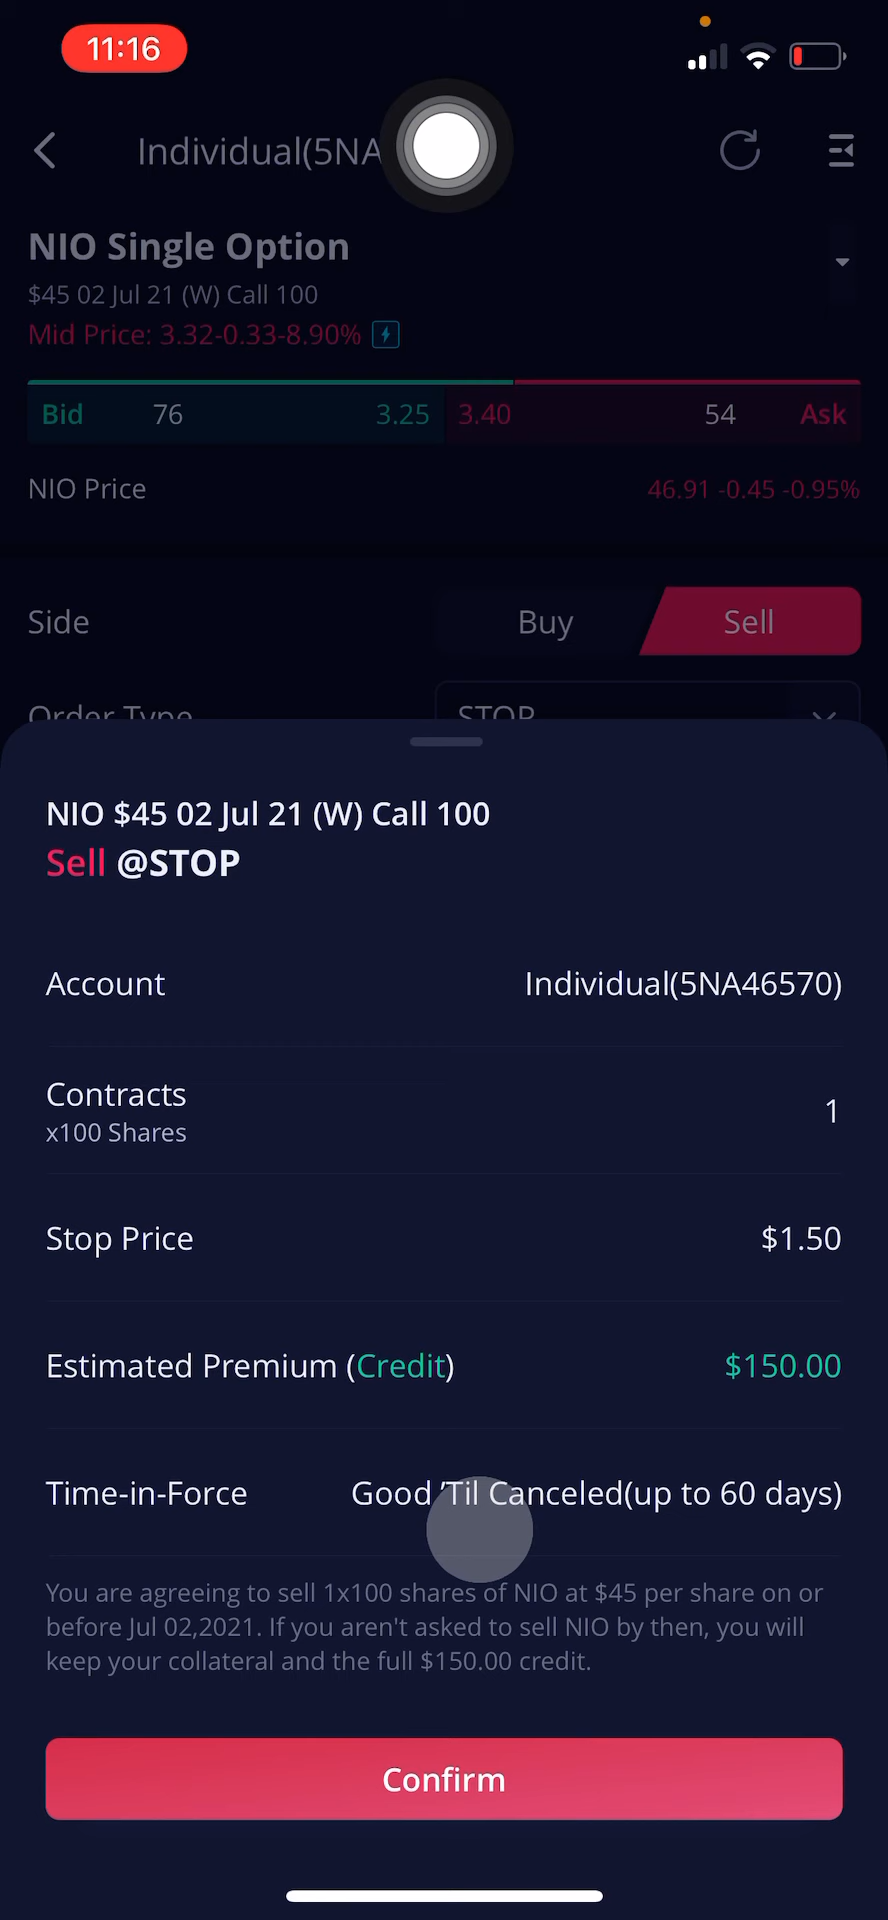 11:16
Individual(5NA
NIO Single Option
$45 02 Jul 21 (W) Call 100
Mid Price: 3.32-0.33-8.90%
Bid 76 3.25 3.40 54 Ask
NIO Price 46.91 -0.45 -0.95%
Side Buy Sell
Order Type STOP
NIO $45 02 Jul 21 (W) Call 100
Sell @STOP
Account Individual(5NA46570)
Contracts 1
x100 Shares
Stop Price $1.50
Estimated Premium (Credit) $150.00
Time-in-Force Good 'Til Canceled(up to 60 days)
You are agreeing to sell 1x100 shares of NIO at $45 per share on or
before Jul 02,2021. If you aren't asked to sell NIO by then, you will
keep your collateral and the full $150.00 credit.
Confirm